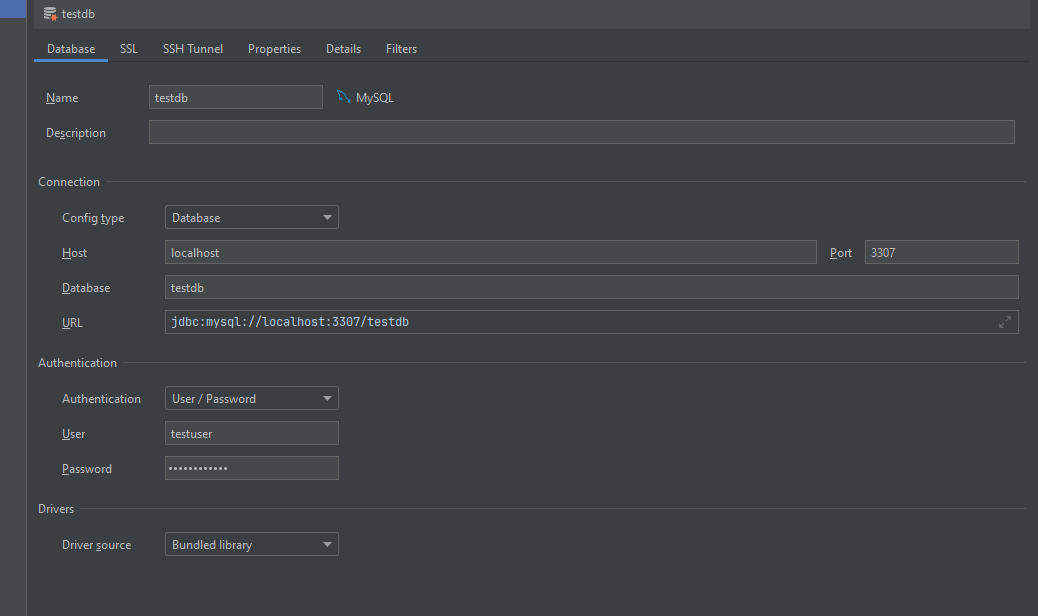 testdb
Database SSL SSH Tunnel Properties Details Filters
Name testdb MySQL
Description
Connection
Config type Database
Host localhost Port 3307
Database testdb
URL jdbc:mysql://localhost:3307/testdb
Authentication
Authentication User / Password
User testuser
Password ••••••••••••
Drivers
Driver source Bundled library